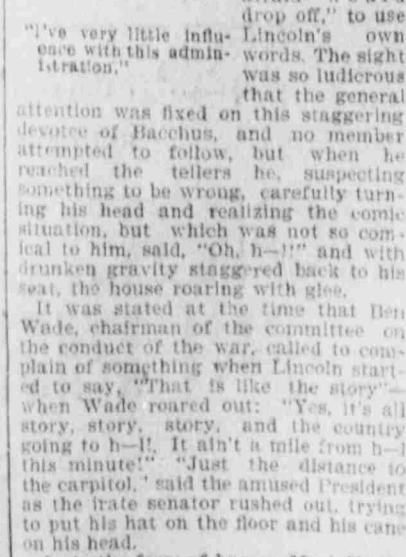 drop off," to use
"I've very little influ-
ence with this admin-
istration."
Lincoln's own
words. The sight
was so ludicrous
that the general
attention was fixed on this staggering
devotee of Bacchus, and no member
attempted to follow, but when he
reached the tellers he, suspecting
something to be wrong, carefully turn-
ing his head and realizing the comic
situation, but which was not so com-
ical to him, said, "Oh, h—l!" and with
drunken gravity staggered back to his
seat, the house roaring with glee.
It was stated at the time that Ben
Wade, chairman of the committee on
the conduct of the war, called to com-
plain of something when Lincoln start-
ed to say, "That is like the story"—
when Wade roared out: "Yes, it's all
story, story, story, and the country
going to h—l!. It ain't a mile from h—l
this minute!" "Just the distance to
the carpitol,' said the amused President
as the irate senator rushed out, trying
to put his hat on the floor and his cane
on his head.